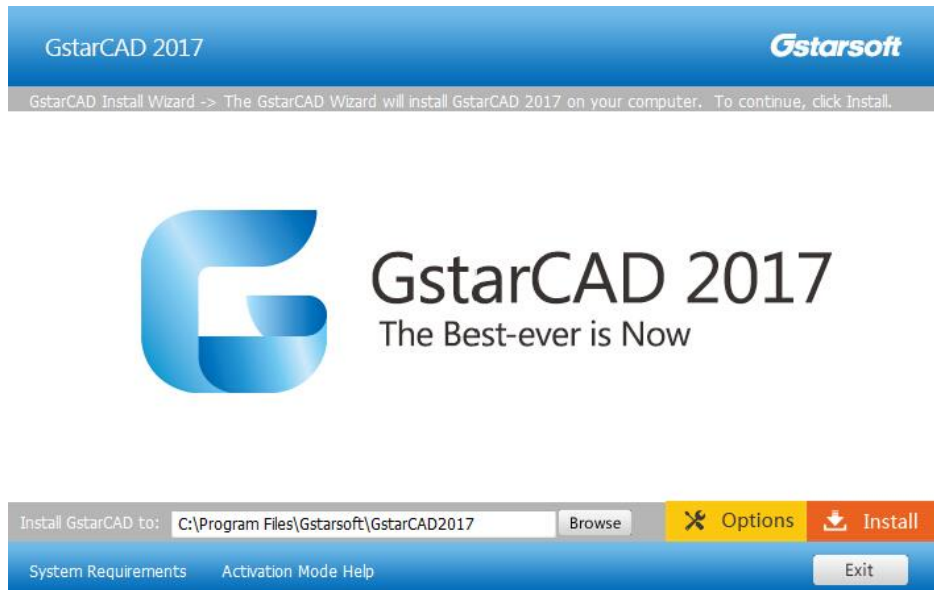 GstarCAD 2017
Gstarsoft
GstarCAD Install Wizard -> The GstarCAD Wizard will install GstarCAD 2017 on your computer. To continue, click Install.
GstarCAD 2017
The Best-ever is Now
Install GstarCAD to: C:\Program Files\Gstarsoft\GstarCAD2017 Browse Options Install
System Requirements Activation Mode Help Exit